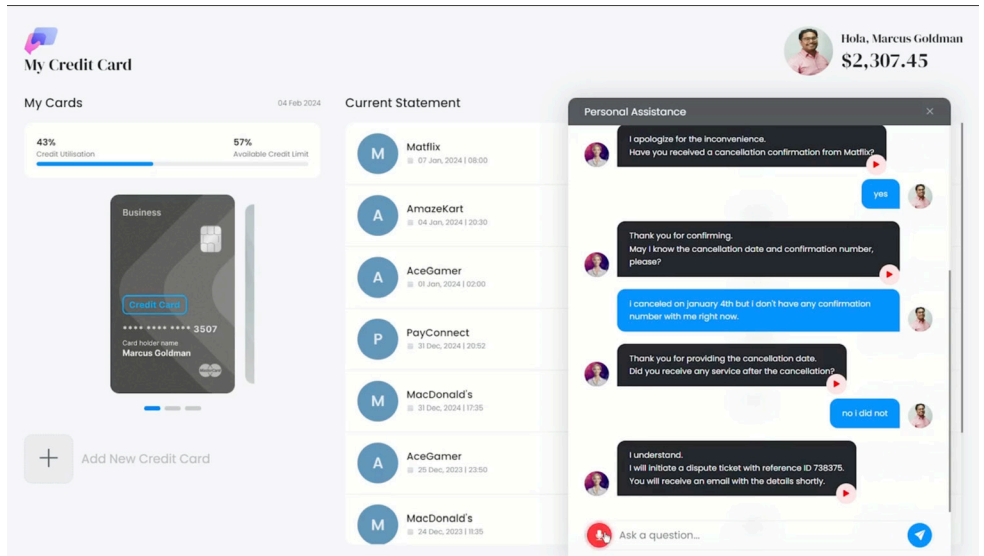 My Credit Card
Hola, Marcus Goldman
$2,307.45
My Cards
04 Feb 2024
43%
Credit Utilisation
57%
Available Credit Limit
Business
Credit Card
**** **** **** 3507
Card holder name
Marcus Goldman
Add New Credit Card
Current Statement
M
Matflix
07 Jan, 2024 | 08:00
A
AmazeKart
04 Jan, 2024 | 20:30
A
AceGamer
01 Jan, 2024 | 02:00
P
PayConnect
31 Dec, 2024 | 20:52
M
MacDonald's
31 Dec, 2024 | 17:35
A
AceGamer
25 Dec, 2023 | 23:50
M
MacDonald's
24 Dec, 2023 | 11:35
Personal Assistance
I apologize for the inconvenience.
Have you received a cancellation confirmation from Matflix?
yes
Thank you for confirming.
May I know the cancellation date and confirmation number,
please?
i canceled on january 4th but i don't have any confirmation
number with me right now.
Thank you for providing the cancellation date.
Did you receive any service after the cancellation?
no i did not
I understand.
I will initiate a dispute ticket with reference ID 738375.
You will receive an email with the details shortly.
Ask a question...